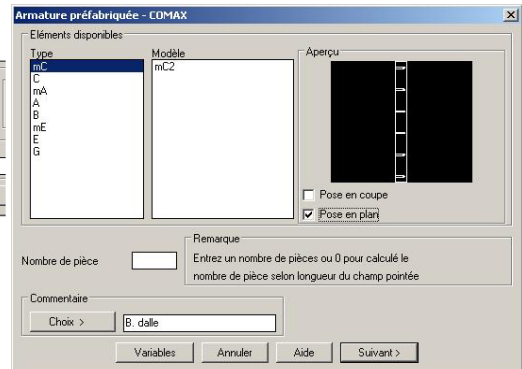 Armature préfabriquée - COMAX
Eléments disponibles
Type
Modèle
Aperçu
mC
C
mA
A
B
mE
E
G
mC2
Pose en coupe
Pose en plan
Remarque
Nombre de pièce
Entrez un nombre de pièces ou 0 pour calculé le
nombre de pièce selon longueur du champ pointée
Commentaire
Choix >
B. dalle
Variables
Annuler
Aide
Suivant >